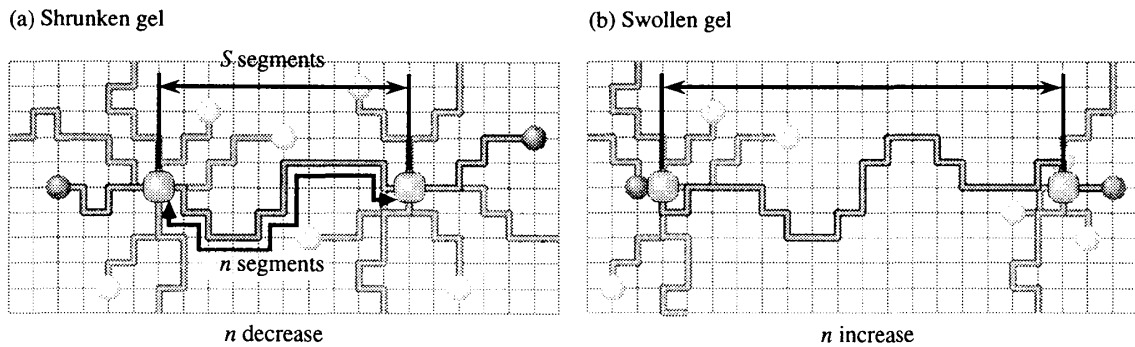 (a) Shrunken gel
(b) Swollen gel
S segments
n segments
n decrease
n increase